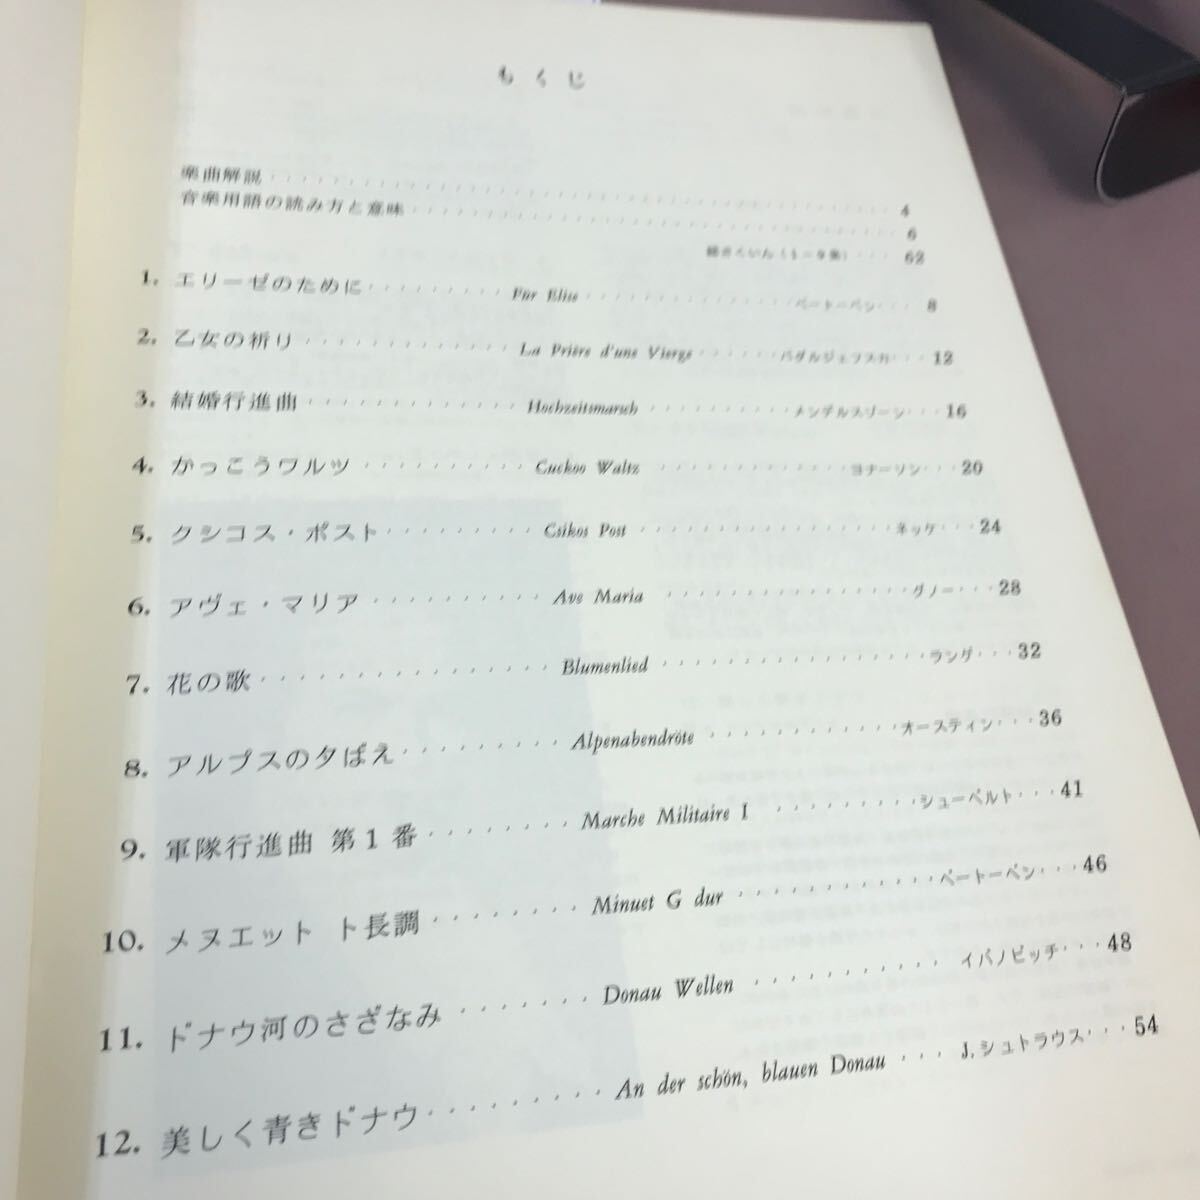 もくじ
楽曲解説 4
音楽用語の読み方と意味 6
総さくいん(1〜9集) 62
1. エリーゼのために Für Elise ベートーベン 8
2. 乙女の祈り La Prière d'une Vierge バダルジェフスカ 12
3. 結婚行進曲 Hochzeitsmarsch メンデルスゾーン 16
4. かっこうワルツ Cuckoo Waltz ヨナーソン 20
5. クシコス・ポスト Csikos Post ネッケ 24
6. アヴェ・マリア Ave Maria グノー 28
7. 花の歌 Blumenlied ラング 32
8. アルプスの夕ばえ Alpenabendröte オースティン 36
9. 軍隊行進曲 第1番 Marche Militaire I シューベルト 41
10. メヌエット ト長調 Minuet G dur ベートーベン 46
11. ドナウ河のさざなみ Donau Wellen イバノビッチ 48
12. 美しく青きドナウ An der schön, blauen Donau J.シュトラウス 54